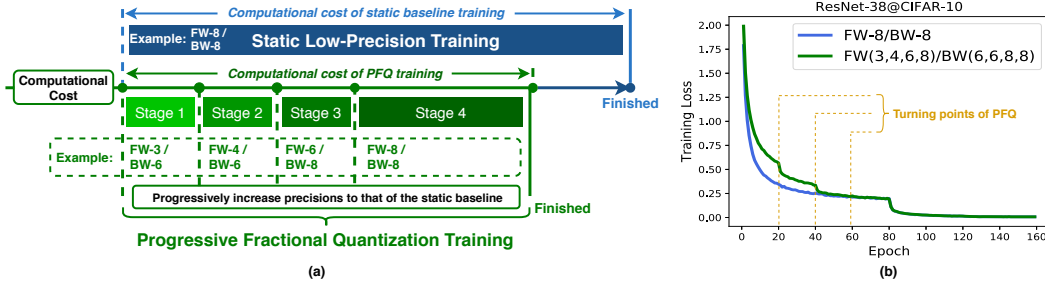 Computational cost of static baseline training
Example: FW-8 / BW-8
Static Low-Precision Training
Computational cost of PFQ training
Computational Cost
Finished
Stage 1
Stage 2
Stage 3
Stage 4
Example:
FW-3 / BW-6
FW-4 / BW-6
FW-6 / BW-8
FW-8 / BW-8
Progressively increase precisions to that of the static baseline
Finished
Progressive Fractional Quantization Training
(a)
ResNet-38@CIFAR-10
FW-8/BW-8
FW(3,4,6,8)/BW(6,6,8,8)
Turning points of PFQ
Training Loss
2.00
1.75
1.50
1.25
1.00
0.75
0.50
0.25
0.00
0 20 40 60 80 100 120 140 160
Epoch
(b)